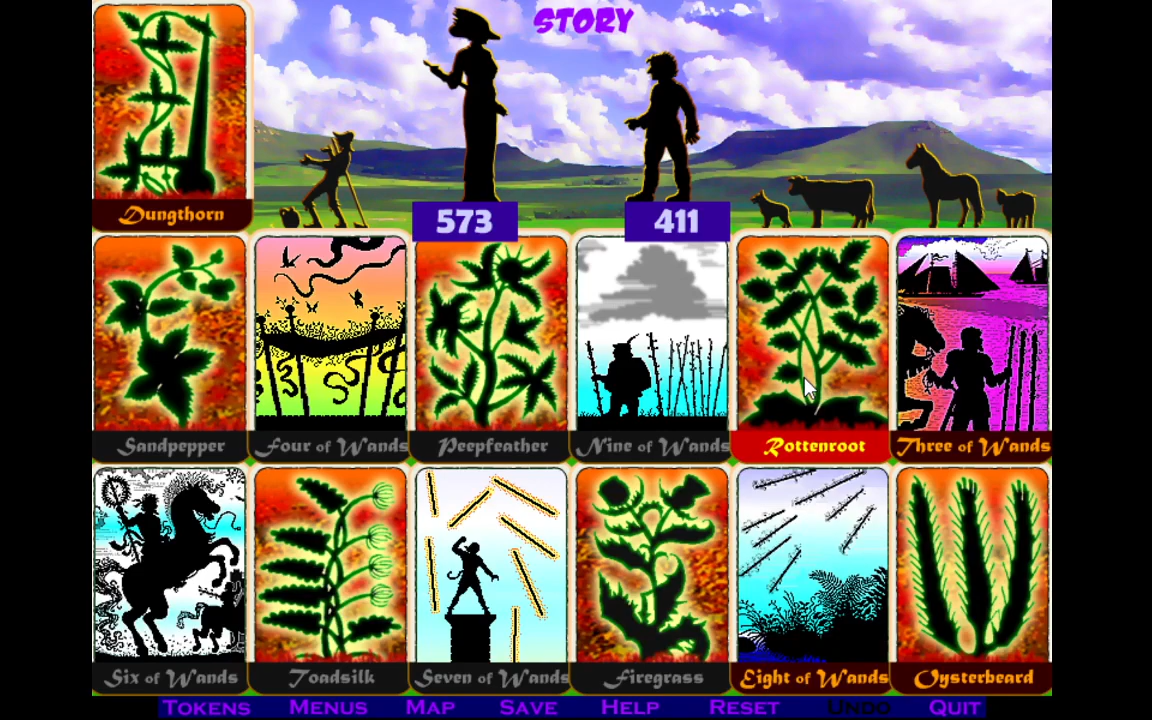 STORY
Dungthorn
573
411
Sandpepper
Four of Wands
Peepfeather
Nine of Wands
Rottenroot
Three of Wands
Six of Wands
Toadsilk
Seven of Wands
Firegrass
Eight of Wands
Oysterbeard
Tokens Menus Map Save Help Reset Undo Quit